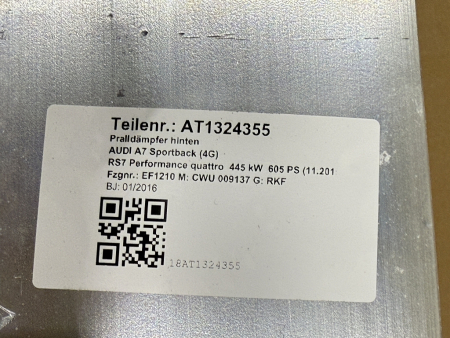 Teilenr.: AT1324355
Pralldämpfer hinten
AUDI A7 Sportback (4G)
RS7 Performance quattro 445 kW 605 PS (11.201
Fzgnr.: EF1210 M: CWU 009137 G: RKF
BJ: 01/2016
18AT1324355